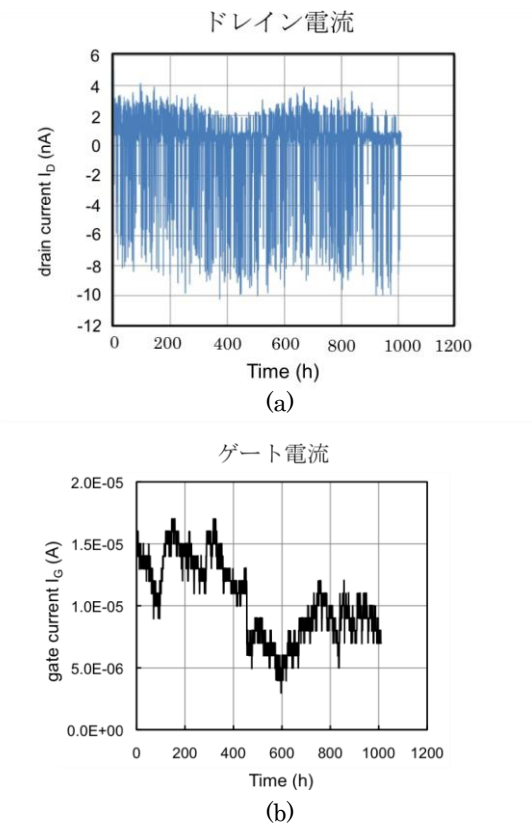 ドレイン電流
6
4
2
0
-2
-4
-6
-8
-10
-12
drain current I_D (nA)
0 200 400 600 800 1000 1200
Time (h)
(a)
ゲート電流
2.0E-05
1.5E-05
1.0E-05
5.0E-06
0.0E+00
gate current I_G (A)
0 200 400 600 800 1000 1200
Time (h)
(b)